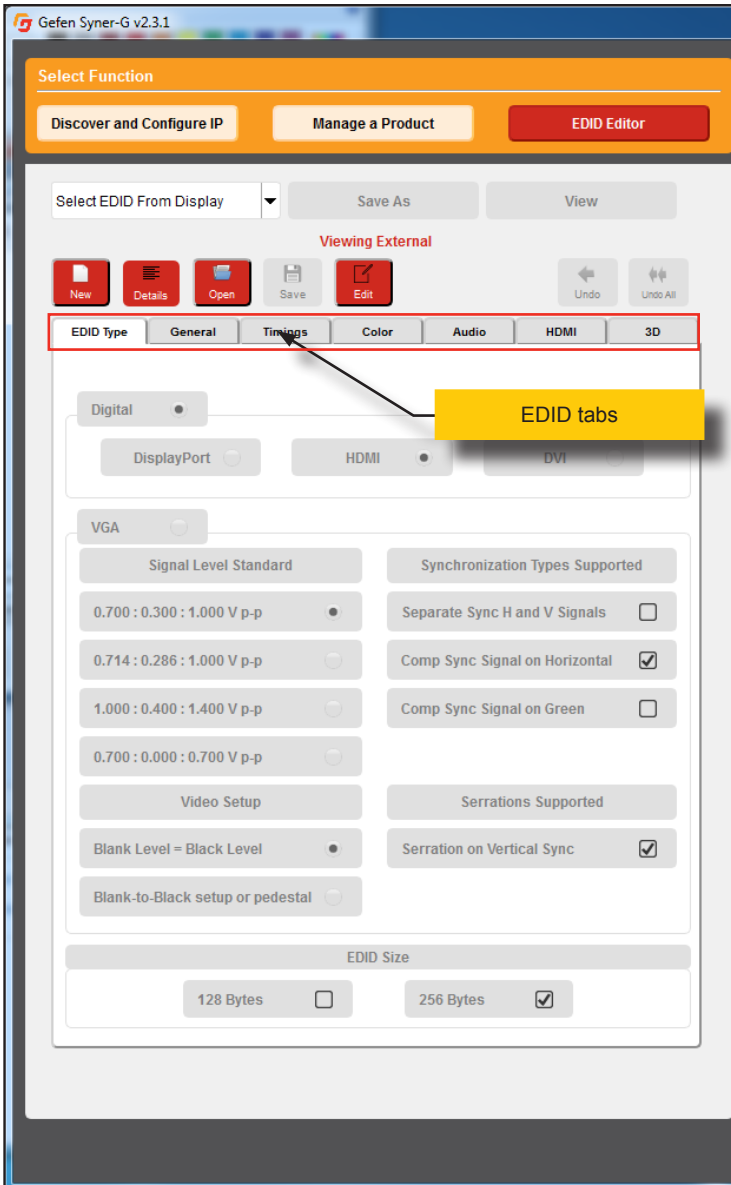 Gefen Syner-G v2.3.1
Select Function
Discover and Configure IP Manage a Product EDID Editor
Select EDID From Display Save As View
Viewing External
New Details Open Save Edit Undo Undo All
EDID Type General Timings Color Audio HDMI 3D
EDID tabs
Digital
DisplayPort HDMI DVI
VGA
Signal Level Standard Synchronization Types Supported
0.700 : 0.300 : 1.000 V p-p Separate Sync H and V Signals
0.714 : 0.286 : 1.000 V p-p Comp Sync Signal on Horizontal
1.000 : 0.400 : 1.400 V p-p Comp Sync Signal on Green
0.700 : 0.000 : 0.700 V p-p
Video Setup Serrations Supported
Blank Level = Black Level Serration on Vertical Sync
Blank-to-Black setup or pedestal
EDID Size
128 Bytes 256 Bytes